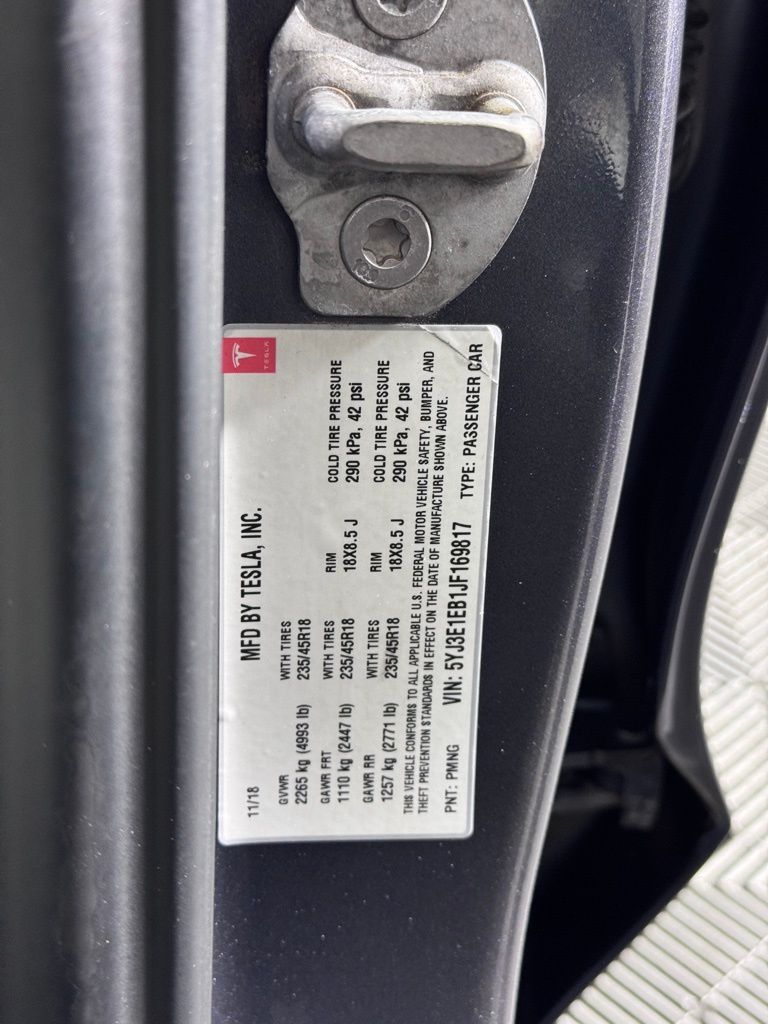 TESLA
11/18
MFD BY TESLA, INC.
GVWR WITH TIRES RIM COLD TIRE PRESSURE
2265 kg (4993 lb) 235/45R18
GAWR FRT WITH TIRES RIM COLD TIRE PRESSURE
1110 kg (2447 lb) 235/45R18 18X8.5 J 290 kPa, 42 psi
GAWR RR WITH TIRES RIM COLD TIRE PRESSURE
1257 kg (2771 lb) 235/45R18 18X8.5 J 290 kPa, 42 psi
THIS VEHICLE CONFORMS TO ALL APPLICABLE U.S. FEDERAL MOTOR VEHICLE SAFETY, BUMPER, AND
THEFT PREVENTION STANDARDS IN EFFECT ON THE DATE OF MANUFACTURE SHOWN ABOVE.
PNT: PMNG VIN: 5YJ3E1EB1JF169817 TYPE: PASSENGER CAR